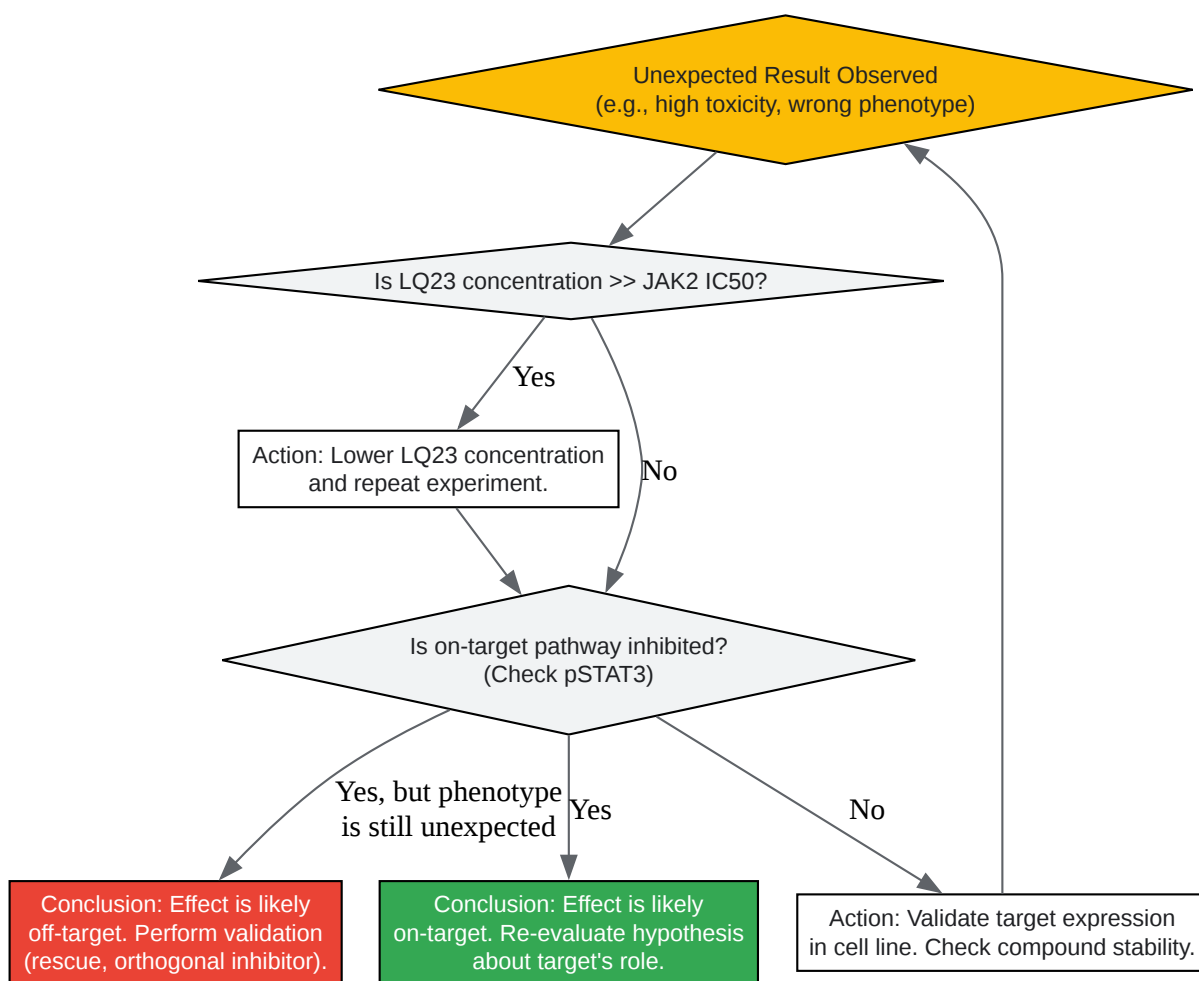 Unexpected Result Observed
(e.g., high toxicity, wrong phenotype)
Is LQ23 concentration >> JAK2 IC50?
Yes
Action: Lower LQ23 concentration
and repeat experiment.
No
Is on-target pathway inhibited?
(Check pSTAT3)
Yes, but phenotype
is still unexpected
Yes
No
Conclusion: Effect is likely
off-target. Perform validation
(rescue, orthogonal inhibitor).
Conclusion: Effect is likely
on-target. Re-evaluate hypothesis
about target's role.
Action: Validate target expression
in cell line. Check compound stability.